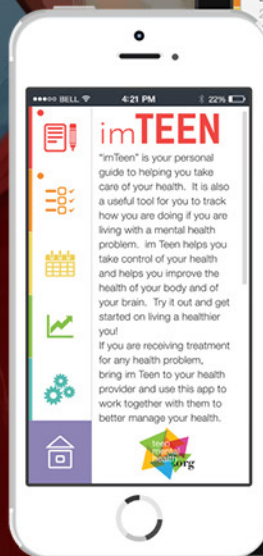 BELL 4:21 PM 22%
imTEEN
"imTeen" is your personal
guide to helping you take
care of your health. It is also
a useful tool for you to track
how you are doing if you are
living with a mental health
problem. im Teen helps you
take control of your health
and helps you improve the
health of your body and of
your brain. Try it out and get
started on living a healthier
you!
If you are receiving treatment
for any health problem,
bring im Teen to your health
provider and use this app to
work together with them to
better manage your health.
teen
mental
health
.org